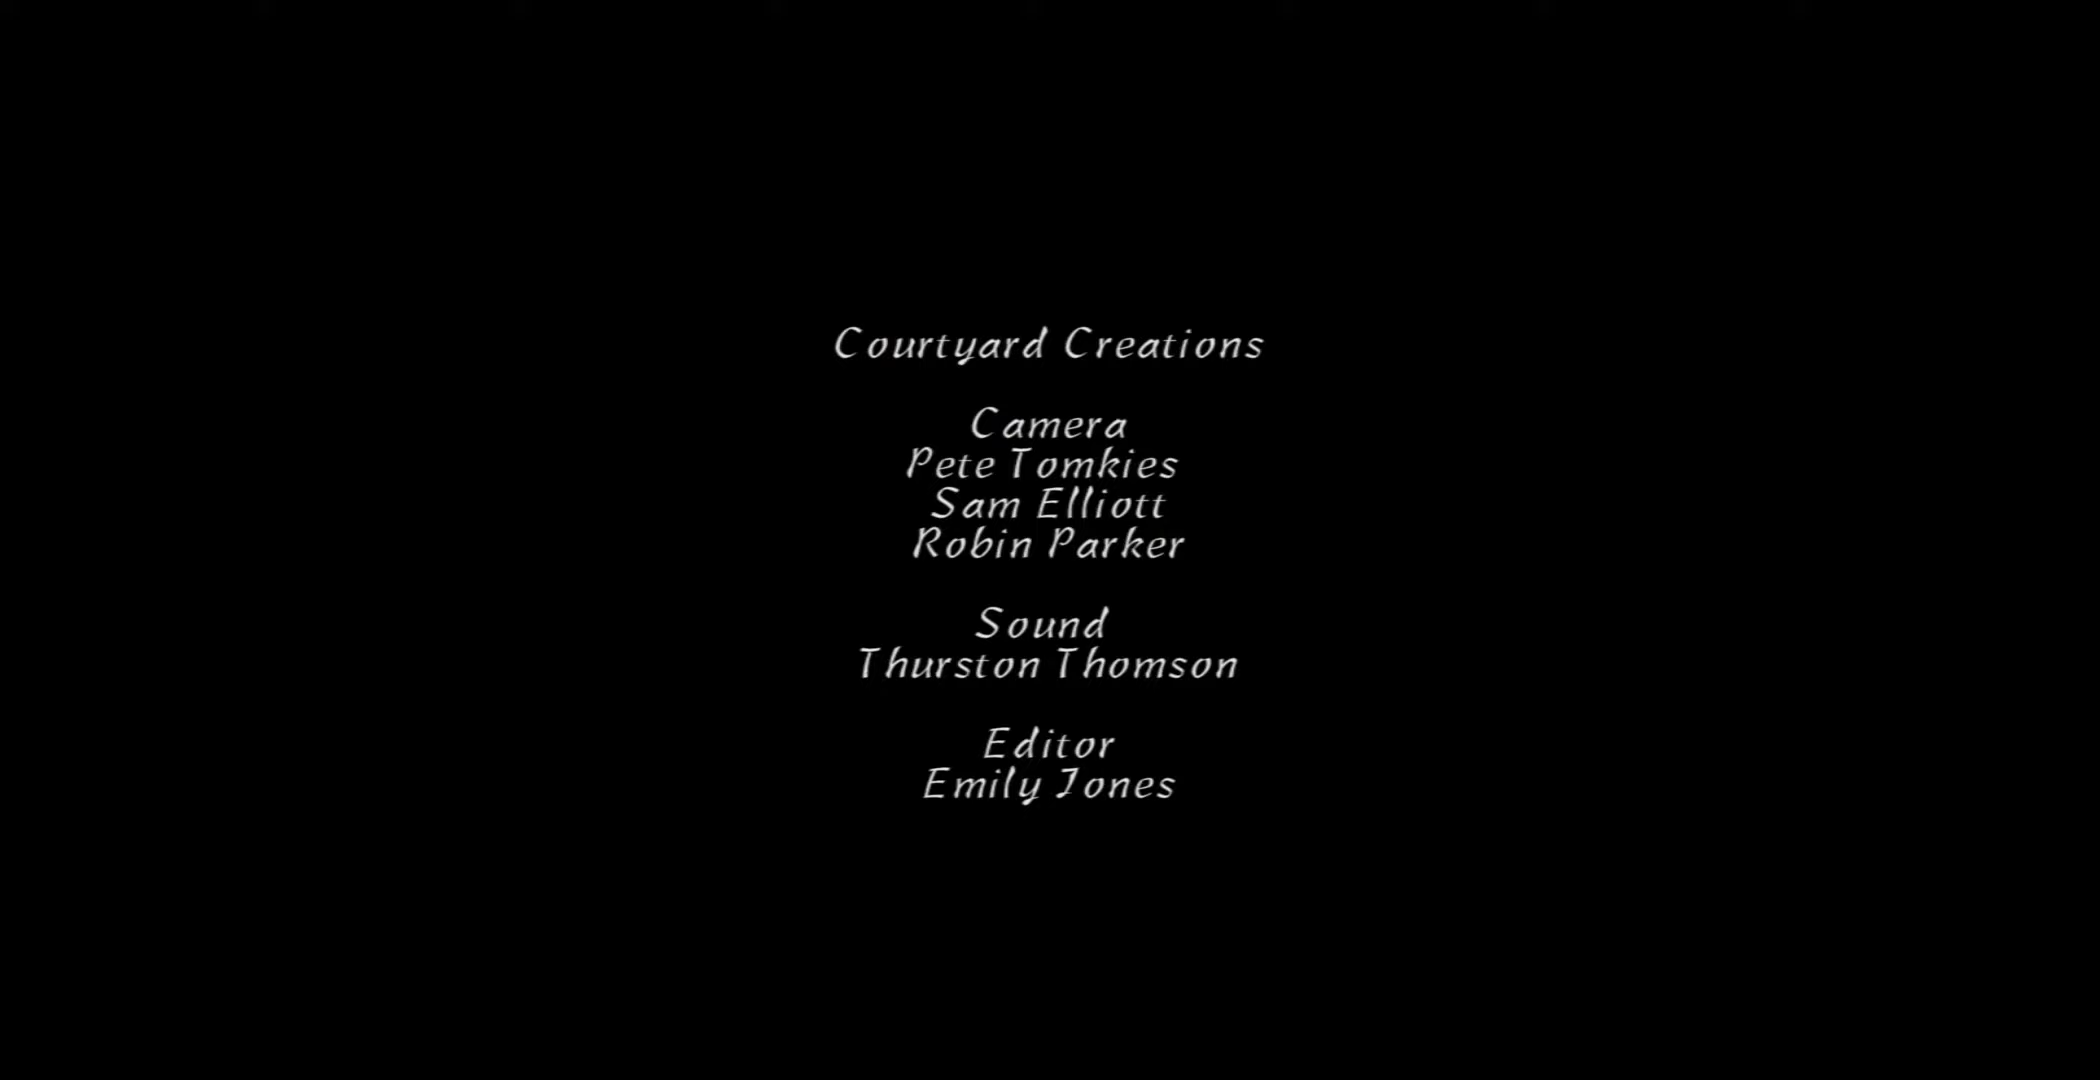 Courtyard Creations
Camera
Pete Tomkies
Sam Elliott
Robin Parker
Sound
Thurston Thomson
Editor
Emily Jones